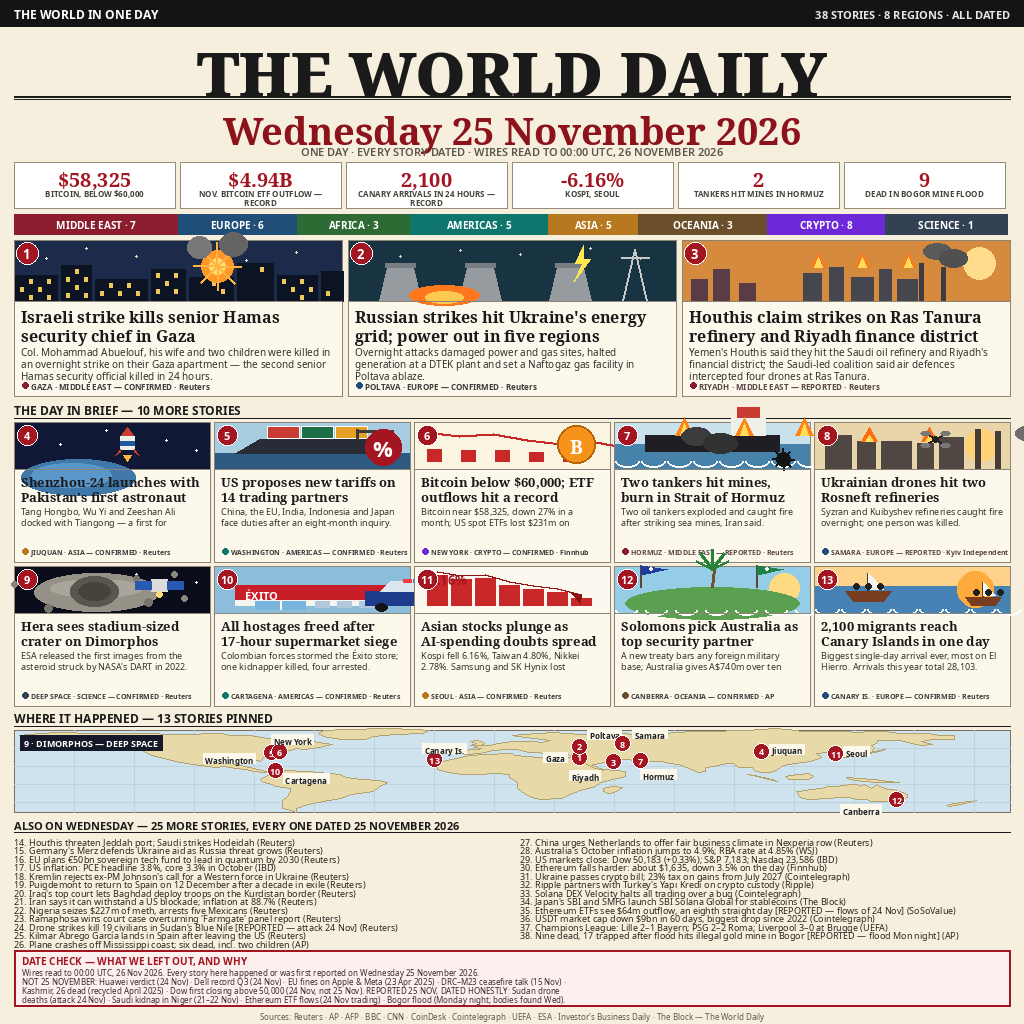 THE WORLD IN ONE DAY
38 STORIES · 8 REGIONS · ALL DATED
THE WORLD DAILY
Wednesday 25 November 2026
ONE DAY · EVERY STORY DATED · WIRES READ TO 00:00 UTC, 26 NOVEMBER 2026
$58,325
BITCOIN, BELOW $60,000
$4.94B
NOV. BITCOIN ETF OUTFLOW —
RECORD
2,100
CANARY ARRIVALS IN 24 HOURS —
RECORD
-6.16%
KOSPI, SEOUL
2
TANKERS HIT MINES IN HORMUZ
9
DEAD IN BOGOR MINE FLOOD
MIDDLE EAST · 7
EUROPE · 6
AFRICA · 3
AMERICAS · 5
ASIA · 5
OCEANIA · 3
CRYPTO · 8
SCIENCE · 1
1
Israeli strike kills senior Hamas
security chief in Gaza
Col. Mohammad Abuelouf, his wife and two children were killed in
an overnight strike on their Gaza apartment — the second senior
Hamas security official killed in 24 hours.
GAZA · MIDDLE EAST — CONFIRMED · Reuters
2
Russian strikes hit Ukraine's energy
grid; power out in five regions
Overnight attacks damaged power and gas sites, halted
generation at a DTEK plant and set a Naftogaz gas facility in
Poltava ablaze.
POLTAVA · EUROPE — CONFIRMED · Reuters
3
Houthis claim strikes on Ras Tanura
refinery and Riyadh finance district
Yemen's Houthis said they hit the Saudi oil refinery and Riyadh's
financial district; the Saudi-led coalition said air defences
intercepted four drones at Ras Tanura.
RIYADH · MIDDLE EAST — REPORTED · Reuters
THE DAY IN BRIEF — 10 MORE STORIES
4
Shenzhou-24 launches with
Pakistan's first astronaut
Tang Hongbo, Wu Yi and Zeeshan Ali
docked with Tiangong — a first for
JIUQUAN · ASIA — CONFIRMED · Reuters
5
%
US proposes new tariffs on
14 trading partners
China, the EU, India, Indonesia and Japan
face duties after an eight-month inquiry.
WASHINGTON · AMERICAS — CONFIRMED · Reuters
6
B
Bitcoin below $60,000; ETF
outflows hit a record
Bitcoin near $58,325, down 27% in a
month; US spot ETFs lost $231m on
NEW YORK · CRYPTO — CONFIRMED · Finnhub
7
Two tankers hit mines,
burn in Strait of Hormuz
Two oil tankers exploded and caught fire
after striking sea mines, Iran said.
HORMUZ · MIDDLE EAST — REPORTED · Reuters
8
Ukrainian drones hit two
Rosneft refineries
Syzran and Kuibyshev refineries caught fire
overnight; one person was killed.
SAMARA · EUROPE — REPORTED · Kyiv Independent
9
Hera sees stadium-sized
crater on Dimorphos
ESA released the first images from the
asteroid struck by NASA's DART in 2022.
DEEP SPACE · SCIENCE — CONFIRMED · Reuters
10
ÉXITO
All hostages freed after
17-hour supermarket siege
Colombian forces stormed the Éxito store;
one kidnapper killed, four arrested.
CARTAGENA · AMERICAS — CONFIRMED · Reuters
11
Asian stocks plunge as
AI-spending doubts spread
Kospi fell 6.16%, Taiwan 4.80%, Nikkei
2.78%. Samsung and SK Hynix lost
SEOUL · ASIA — CONFIRMED · Reuters
12
Solomons pick Australia as
top security partner
A new treaty bars any foreign military
base; Australia gives A$740m over ten
CANBERRA · OCEANIA — CONFIRMED · AP
13
2,100 migrants reach
Canary Islands in one day
Biggest single-day arrival ever, most on El
Hierro. Arrivals this year total 28,103.
CANARY IS. · EUROPE — CONFIRMED · Reuters
WHERE IT HAPPENED — 13 STORIES PINNED
9 · DIMORPHOS — DEEP SPACE
New York
5
6
Washington
10
Cartagena
Canary Is.
13
Poltava
2
8
Samara
Gaza
1
3
7
Riyadh
Hormuz
4
Jiuquan
11
Seoul
12
Canberra
ALSO ON WEDNESDAY — 25 MORE STORIES, EVERY ONE DATED 25 NOVEMBER 2026
14. Houthis threaten Jeddah port; Saudi strikes Hodeidah (Reuters)
15. Germany's Merz defends Ukraine aid as Russia threat grows (Reuters)
16. EU plans €50bn sovereign tech fund to lead in quantum by 2030 (Reuters)
17. US inflation: PCE headline 3.8%, core 3.3% in October (IBD)
18. Kremlin rejects ex-PM Johnson's call for a Western force in Ukraine (Reuters)
19. Puigdemont to return to Spain on 12 December after a decade in exile (Reuters)
20. Iraq's top court lets Baghdad deploy troops on the Kurdistan border (Reuters)
21. Iran says it can withstand a US blockade; inflation at 88.7% (Reuters)
22. Nigeria seizes $227m of meth, arrests five Mexicans (Reuters)
23. Ramaphosa wins court case overturning 'Farmgate' panel report (Reuters)
24. Drone strikes kill 19 civilians in Sudan's Blue Nile [REPORTED — attack 24 Nov] (Reuters)
25. Kilmar Abrego Garcia lands in Spain after leaving the US (Reuters)
26. Plane crashes off Mississippi coast; six dead, incl. two children (AP)
27. China urges Netherlands to offer fair business climate in Nexperia row (Reuters)
28. Australia's October inflation jumps to 4.9%; RBA rate at 4.85% (WSJ)
29. US markets close: Dow 50,183 (+0.33%); S&P 7,183; Nasdaq 23,586 (IBD)
30. Ethereum falls harder: about $1,635, down 3.5% on the day (Finnhub)
31. Ukraine passes crypto bill; 23% tax on gains from July 2027 (Cointelegraph)
32. Ripple partners with Turkey's Yapı Kredi on crypto custody (Ripple)
33. Solana DEX Velocity halts all trading over a bug (Cointelegraph)
34. Japan's SBI and SMFG launch SBI Solana Global for stablecoins (The Block)
35. Ethereum ETFs see $64m outflow, an eighth straight day [REPORTED — flows of 24 Nov] (SoSoValue)
36. USDT market cap down $9bn in 60 days, biggest drop since 2022 (Cointelegraph)
37. Champions League: Lille 2–1 Bayern; PSG 2–2 Roma; Liverpool 3–0 at Brugge (UEFA)
38. Nine dead, 17 trapped after flood hits illegal gold mine in Bogor [REPORTED — flood Mon night] (AP)
DATE CHECK — WHAT WE LEFT OUT, AND WHY
Wires read to 00:00 UTC, 26 Nov 2026. Every story here happened or was first reported on Wednesday 25 November 2026.
NOT 25 NOVEMBER: Huawei verdict (24 Nov) · Dell record Q3 (24 Nov) · EU fines on Apple & Meta (23 Apr 2025) · DRC–M23 ceasefire talk (15 Nov) ·
Kashmir, 26 dead (recycled April 2025) · Dow first closing above 50,000 (24 Nov, not 25 Nov). REPORTED 25 NOV, DATED HONESTLY: Sudan drone
deaths (attack 24 Nov) · Saudi kidnap in Niger (21–22 Nov) · Ethereum ETF flows (24 Nov trading) · Bogor flood (Monday night; bodies found Wed).
Sources: Reuters · AP · AFP · BBC · CNN · CoinDesk · Cointelegraph · UEFA · ESA · Investor's Business Daily · The Block — The World Daily